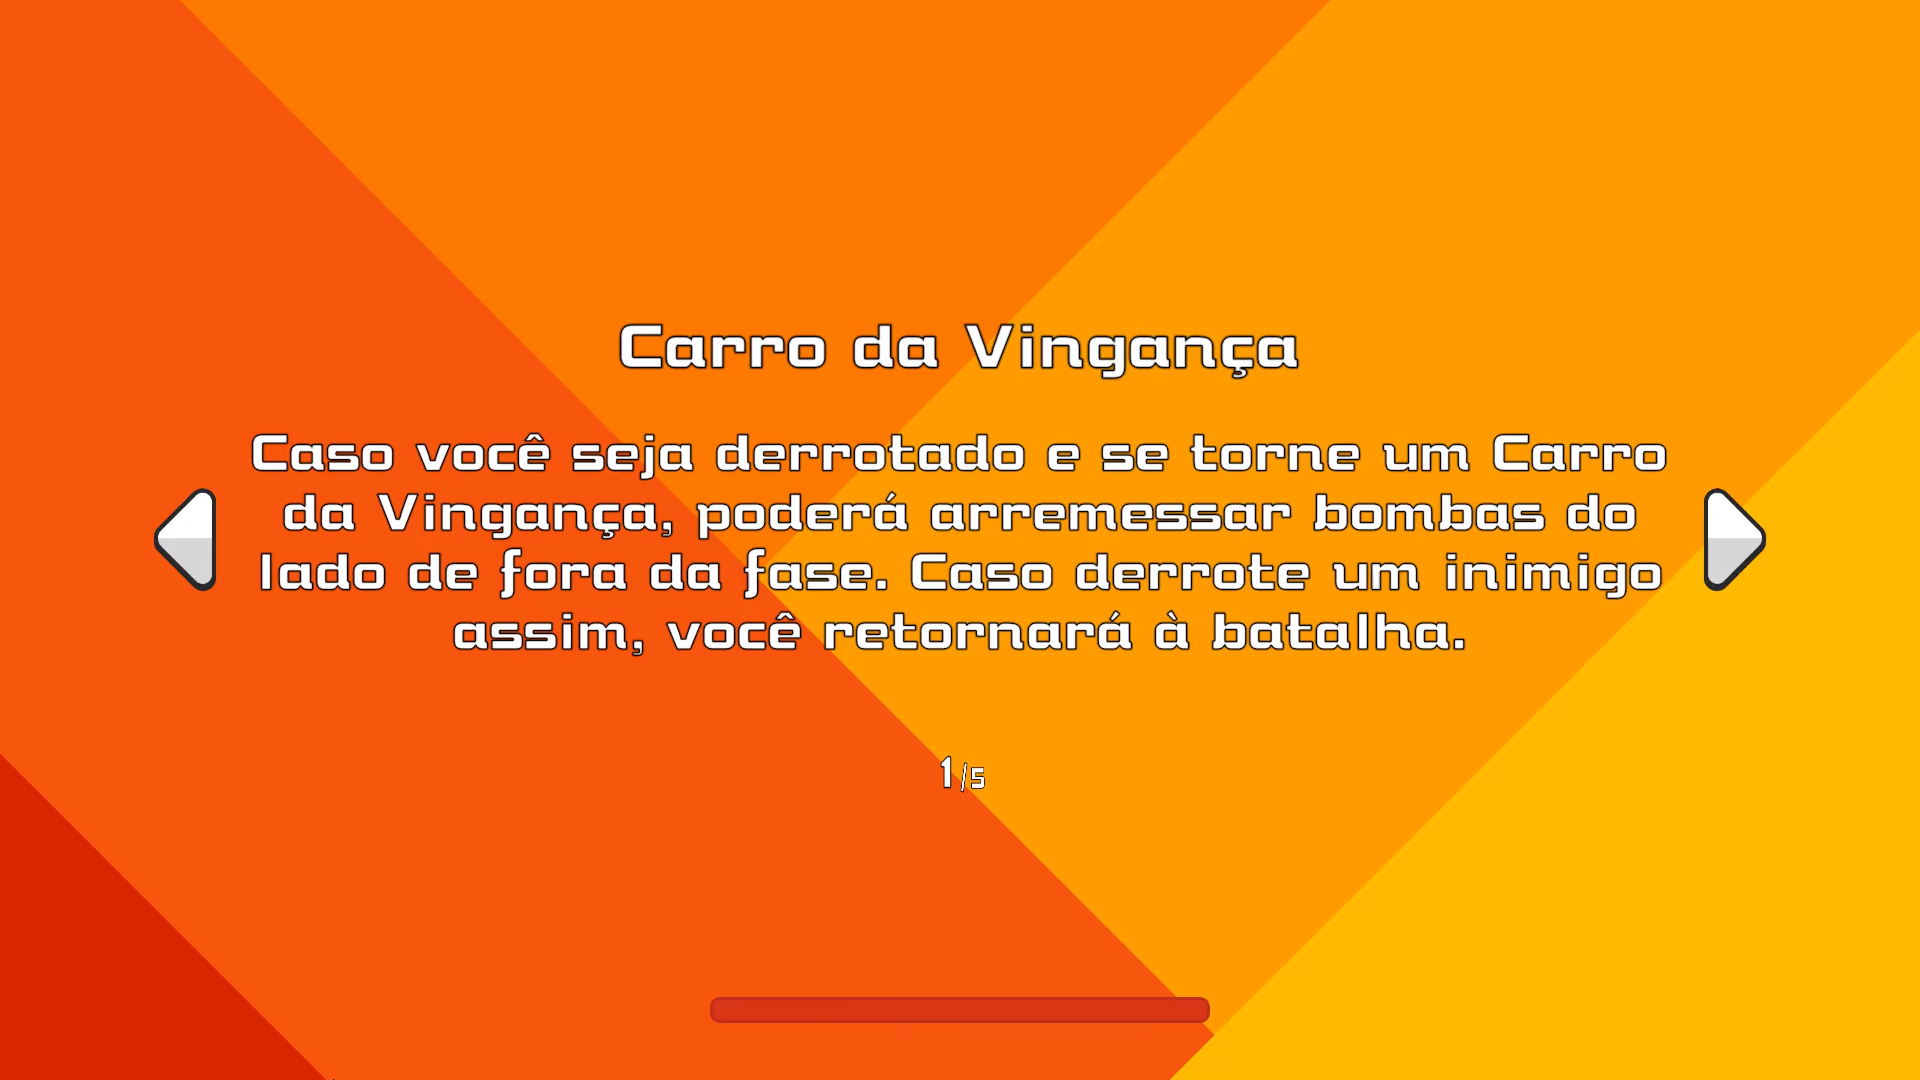 Carro da Vingança
Caso você seja derrotado e se torne um Carro
da Vingança, poderá arremessar bombas do
lado de fora da fase. Caso derrote um inimigo
assim, você retornará à batalha.
1/5